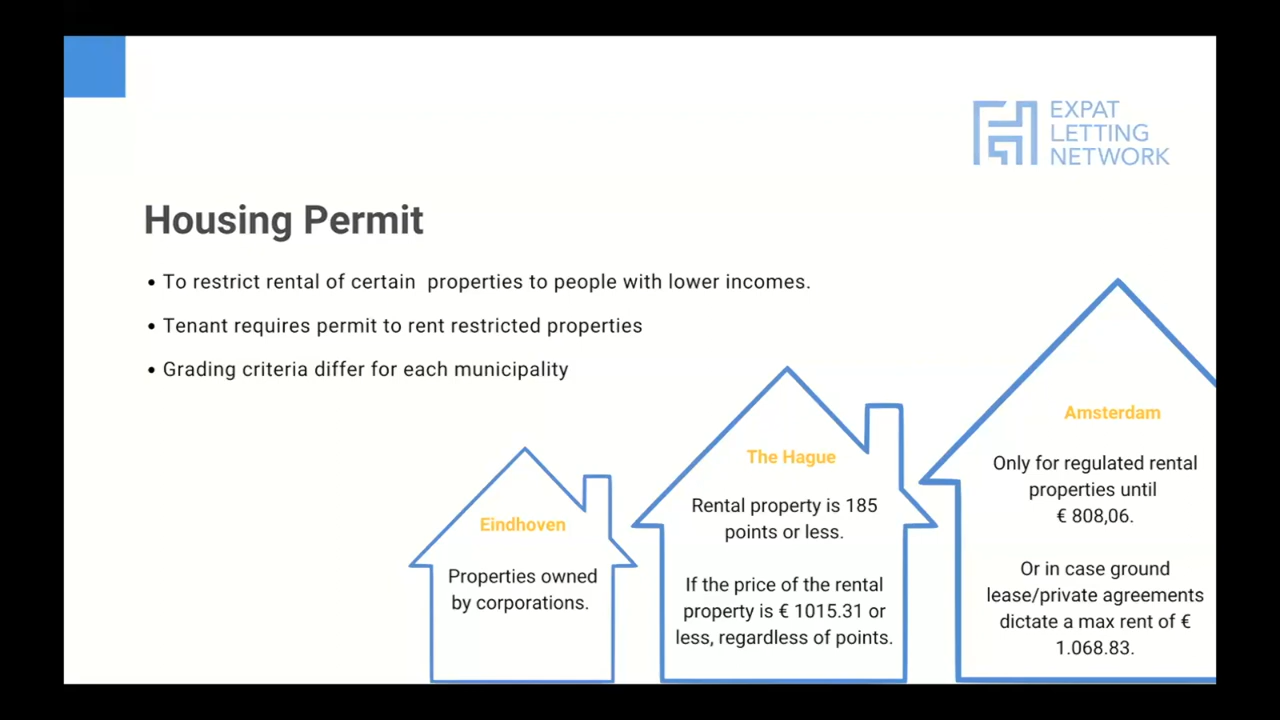 EXPAT
LETTING
NETWORK
Housing Permit
• To restrict rental of certain  properties to people with lower incomes.
• Tenant requires permit to rent restricted properties
• Grading criteria differ for each municipality
Eindhoven
Properties owned
by corporations.
The Hague
Rental property is 185
points or less.
If the price of the rental
property is € 1015.31 or
less, regardless of points.
Amsterdam
Only for regulated rental
properties until
€ 808,06.
Or in case ground
lease/private agreements
dictate a max rent of €
1.068.83.